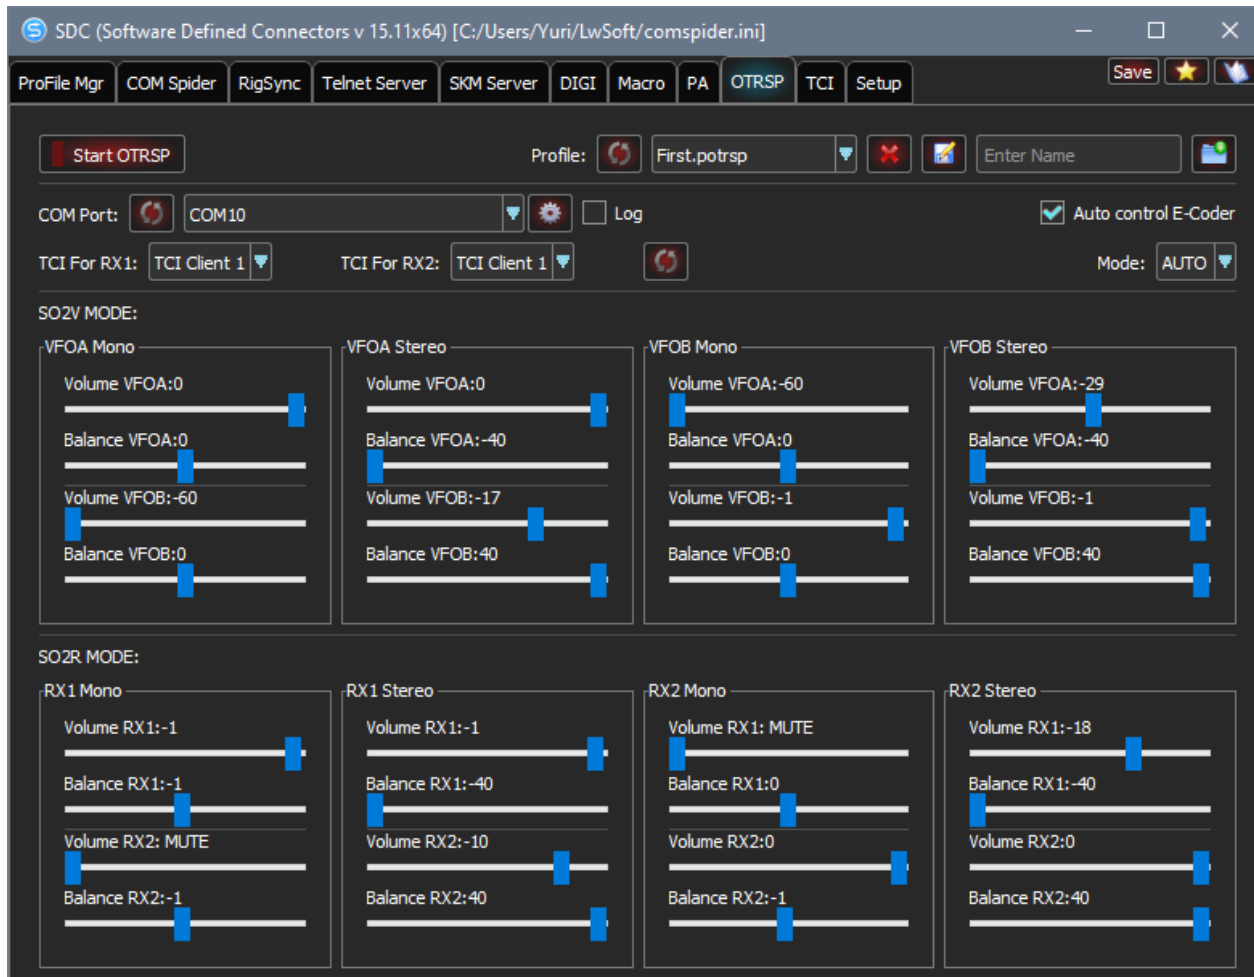 SDC (Software Defined Connectors v 15.11x64) [C:/Users/Yuri/LwSoft/comspider.ini]
ProFile Mgr COM Spider RigSync Telnet Server SKM Server DIGI Macro PA OTRSP TCI Setup Save
Start OTRSP Profile: First.potrsp Enter Name
COM Port: COM10 Log Auto control E-Coder
TCI For RX1: TCI Client 1 TCI For RX2: TCI Client 1 Mode: AUTO
SO2V MODE:
VFOA Mono VFOA Stereo VFOB Mono VFOB Stereo
Volume VFOA:0 Volume VFOA:0 Volume VFOA:-60 Volume VFOA:-29
Balance VFOA:0 Balance VFOA:-40 Balance VFOA:0 Balance VFOA:-40
Volume VFOB:-60 Volume VFOB:-17 Volume VFOB:-1 Volume VFOB:-1
Balance VFOB:0 Balance VFOB:40 Balance VFOB:0 Balance VFOB:40
SO2R MODE:
RX1 Mono RX1 Stereo RX2 Mono RX2 Stereo
Volume RX1:-1 Volume RX1:-1 Volume RX1: MUTE Volume RX1:-18
Balance RX1:-1 Balance RX1:-40 Balance RX1:0 Balance RX1:-40
Volume RX2: MUTE Volume RX2:-10 Volume RX2:0 Volume RX2:0
Balance RX2:-1 Balance RX2:40 Balance RX2:-1 Balance RX2:40